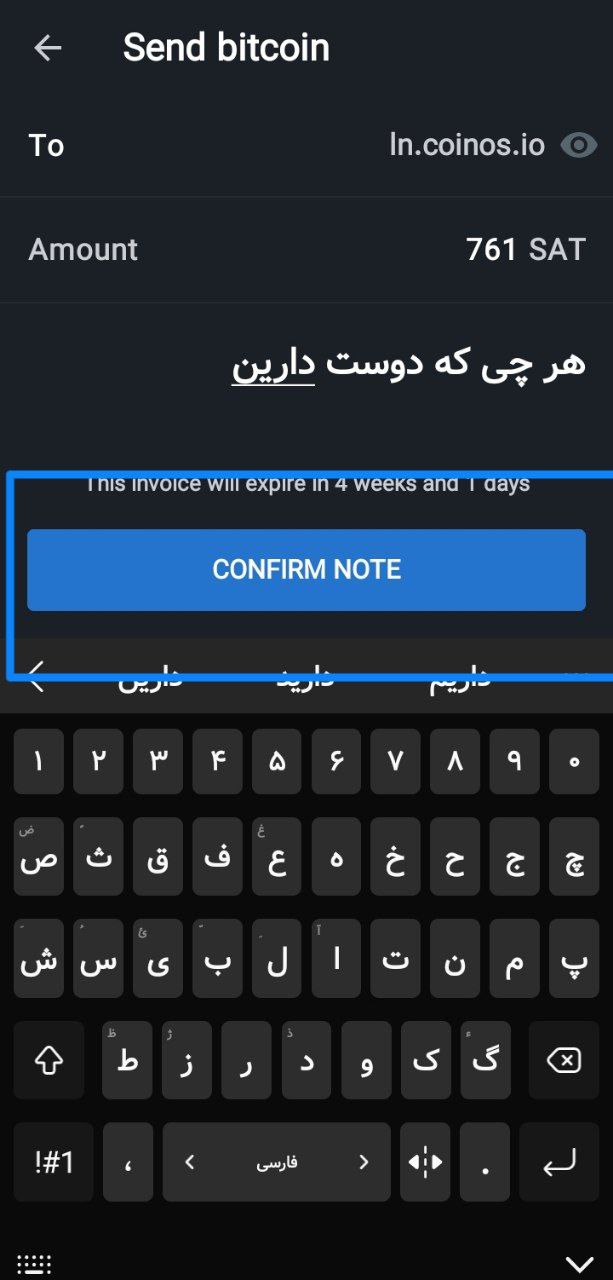 Send bitcoin
To ln.coinos.io
Amount 761 SAT
هر چی که دوست دارین
This invoice will expire in 4 weeks and 1 days
CONFIRM NOTE
دارین دارید داریم
۱ ۲ ۳ ۴ ۵ ۶ ۷ ۸ ۹ ۰
ض ص ث ق ف غ ع ه خ ح ج چ
ش س ئ ی ب ل آ ا ت ن م پ
ظ ط ژ ز ر ذ د و ک ء گ
!#1 ، فارسی .